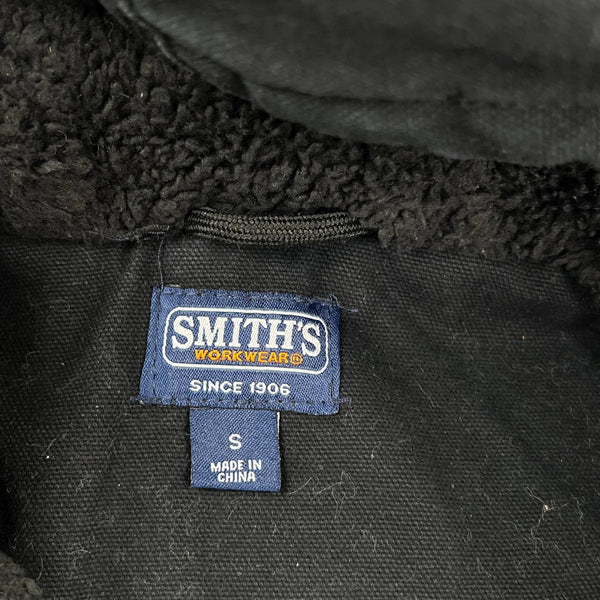 SMITH'S
WORKWEAR®
SINCE 1906
S
MADE IN
CHINA